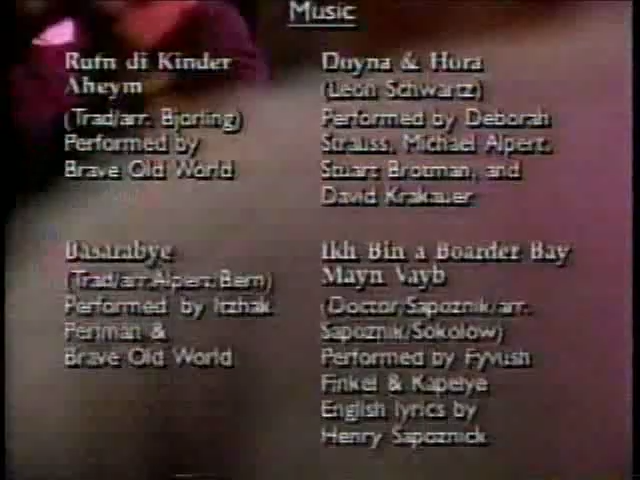 Music
Rufn di Kinder
Aheym
(Trad/arr. Bjorling)
Performed by
Brave Old World
Doyna & Hora
(Leon Schwartz)
Performed by Deborah
Strauss, Michael Alpert,
Stuart Brotman, and
David Krakauer
Basarabye
(Trad/arr.Alpert/Bern)
Performed by Itzhak
Perlman &
Brave Old World
Ikh Bin a Boarder Bay
Mayn Vayb
(Doctor/Sapoznik/arr.
Sapoznik/Sokolow)
Performed by Fyvush
Finkel & Kapelye
English lyrics by
Henry Sapoznick